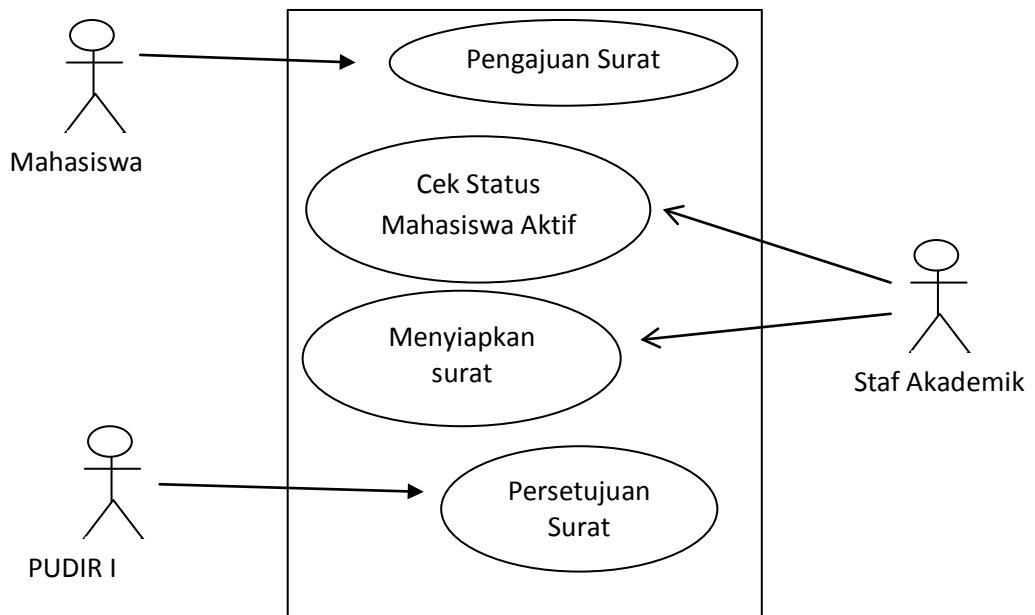 Pengajuan Surat
Mahasiswa
Cek Status
Mahasiswa Aktif
Menyiapkan
surat
Staf Akademik
Persetujuan
Surat
PUDIR I